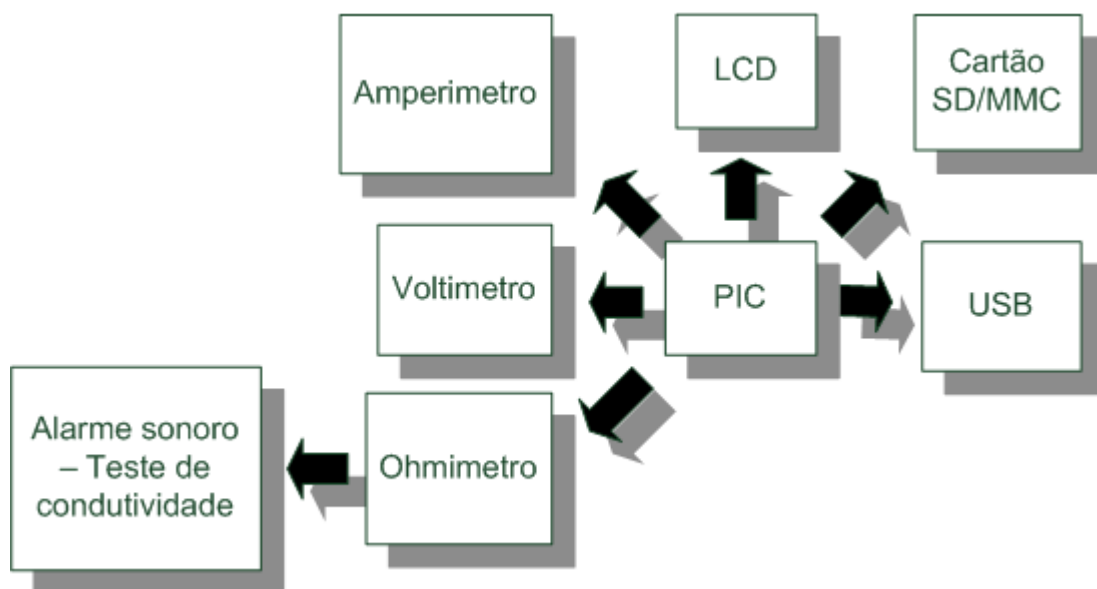 Amperimetro
LCD
Cartão
SD/MMC
Voltimetro
PIC
USB
Alarme sonoro
– Teste de
condutividade
Ohmimetro